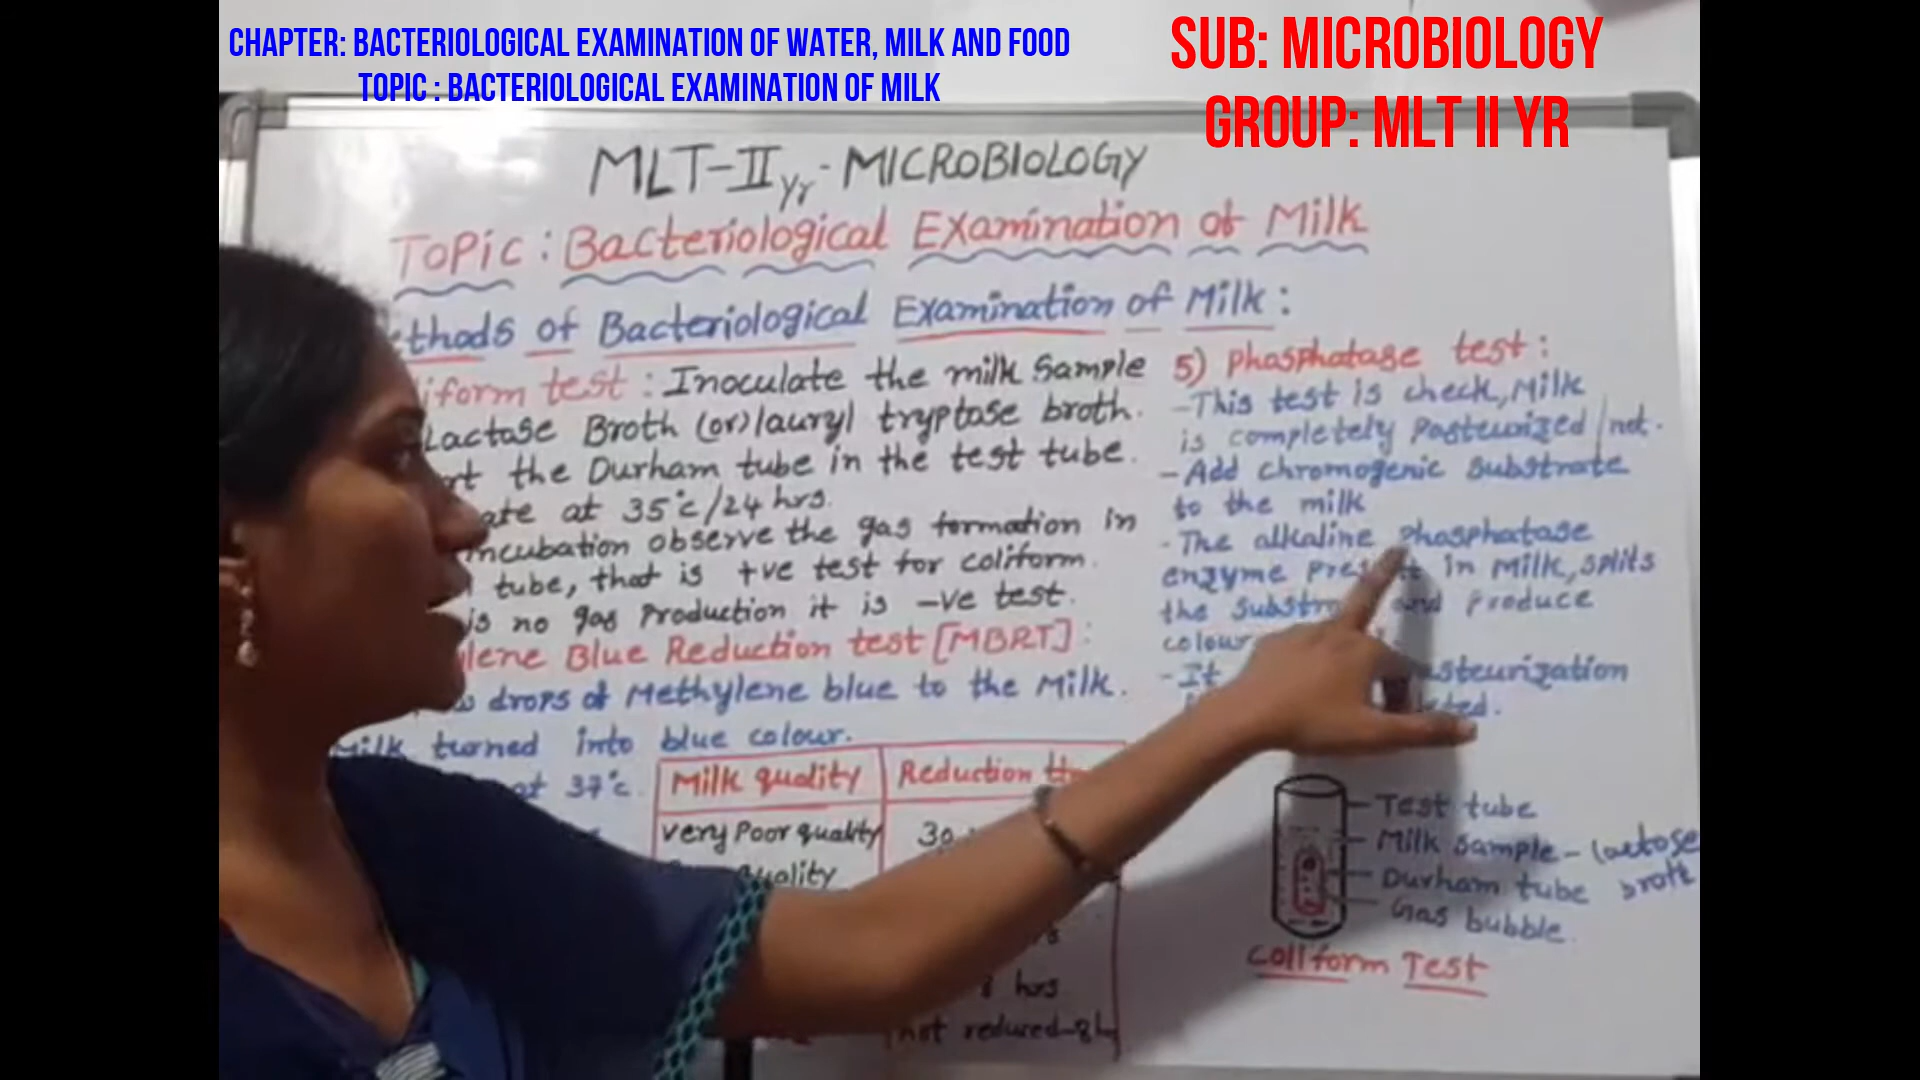 CHAPTER: BACTERIOLOGICAL EXAMINATION OF WATER, MILK AND FOOD
TOPIC : BACTERIOLOGICAL EXAMINATION OF MILK
SUB: MICROBIOLOGY
GROUP: MLT II YR
MLT-II yr - MICROBIOLOGY
Topic : Bacteriological Examination of Milk
thods of Bacteriological Examination of Milk :
iform test : Inoculate the milk Sample
Lactose Broth (or) lauryl tryptose broth.
rt the Durham tube in the test tube.
ate at 35°c/24 hrs.
ncubation observe the gas formation in
tube, that is +ve test for coliform.
is no gas Production it is -ve test.
lene Blue Reduction test [MBRT] :
drops of Methylene blue to the Milk.
Milk turned into blue colour.
at 37°c.
Milk quality Reduction
very Poor quality 30
quality
hrs
not reduced-8h
5) Phosphatase test :
-This test is check, Milk
is completely Pasteurized/not.
-Add chromogenic substrate
to the milk
-The alkaline Phosphatase
enzyme in Milk, splits
the and Produce
colour
-It
Test tube
Milk Sample - lactose
broth
Durham tube
Gas bubble.
Coliform Test